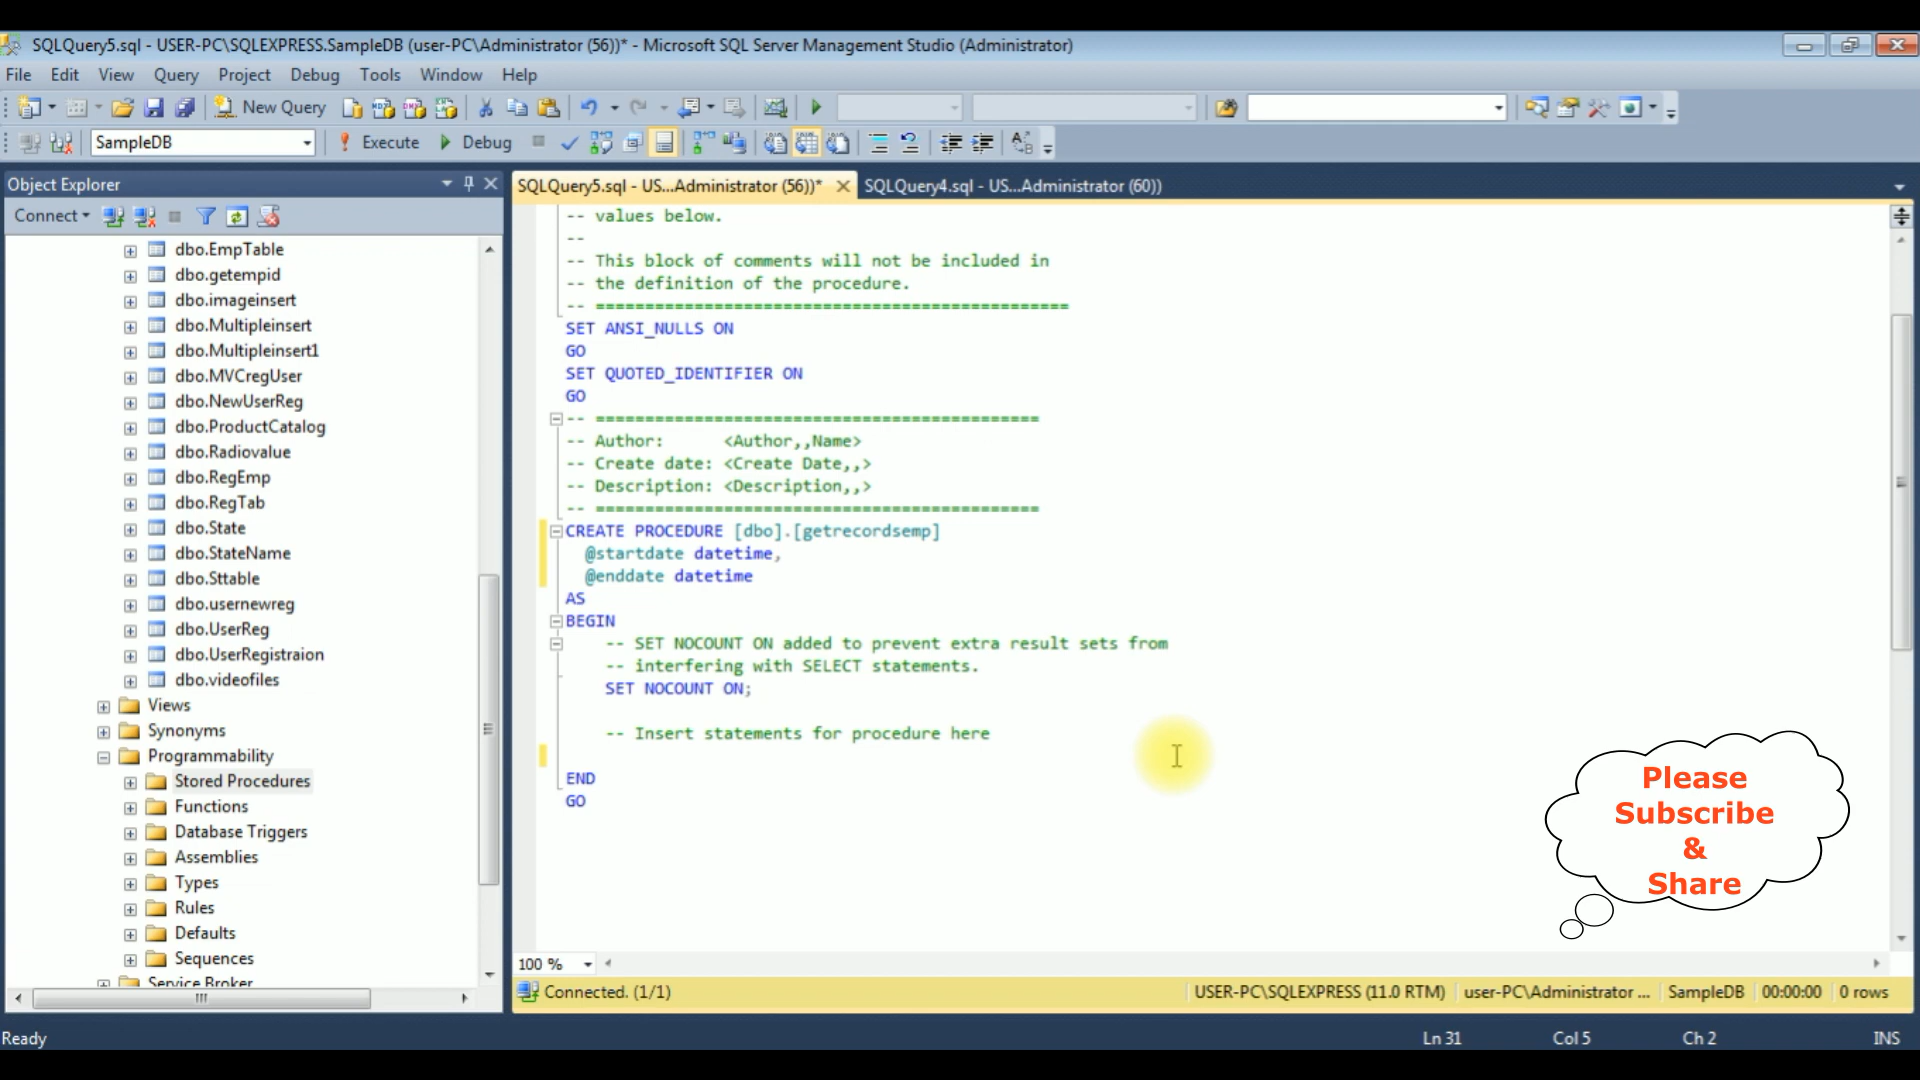 SQLQuery5.sql - USER-PC\SQLEXPRESS.SampleDB (user-PC\Administrator (56))* - Microsoft SQL Server Management Studio (Administrator)
File Edit View Query Project Debug Tools Window Help
New Query
SampleDB Execute Debug
Object Explorer
Connect
dbo.EmpTable
dbo.getempid
dbo.imageinsert
dbo.Multipleinsert
dbo.Multipleinsert1
dbo.MVCregUser
dbo.NewUserReg
dbo.ProductCatalog
dbo.Radiovalue
dbo.RegEmp
dbo.RegTab
dbo.State
dbo.StateName
dbo.Sttable
dbo.usernewreg
dbo.UserReg
dbo.UserRegistraion
dbo.videofiles
Views
Synonyms
Programmability
Stored Procedures
Functions
Database Triggers
Assemblies
Types
Rules
Defaults
Sequences
Service Broker
SQLQuery5.sql - US...Administrator (56))* SQLQuery4.sql - US...Administrator (60))
-- values below.
--
-- This block of comments will not be included in
-- the definition of the procedure.
-- ================================================
SET ANSI_NULLS ON
GO
SET QUOTED_IDENTIFIER ON
GO
-- =============================================
-- Author: <Author,,Name>
-- Create date: <Create Date,,>
-- Description: <Description,,>
-- =============================================
CREATE PROCEDURE [dbo].[getrecordsemp]
@startdate datetime,
@enddate datetime
AS
BEGIN
-- SET NOCOUNT ON added to prevent extra result sets from
-- interfering with SELECT statements.
SET NOCOUNT ON;
-- Insert statements for procedure here
END
GO
Please
Subscribe
&
Share
100 %
Connected. (1/1) USER-PC\SQLEXPRESS (11.0 RTM) user-PC\Administrator ... SampleDB 00:00:00 0 rows
Ready Ln 31 Col 5 Ch 2 INS